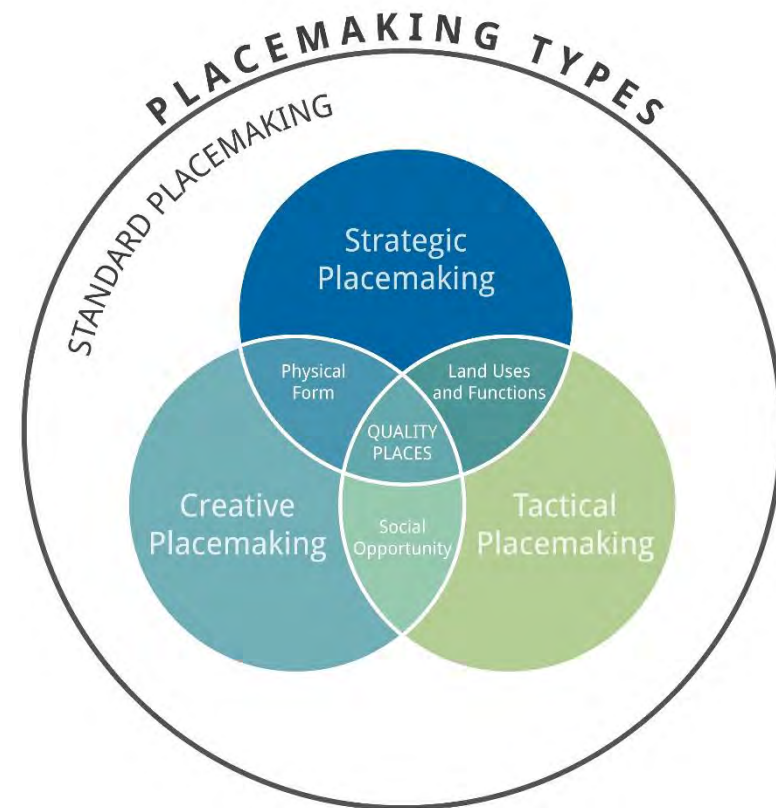 PLACEMAKING TYPES
STANDARD PLACEMAKING
Strategic
Placemaking
Physical
Form
Land Uses
and Functions
QUALITY
PLACES
Creative
Placemaking
Social
Opportunity
Tactical
Placemaking